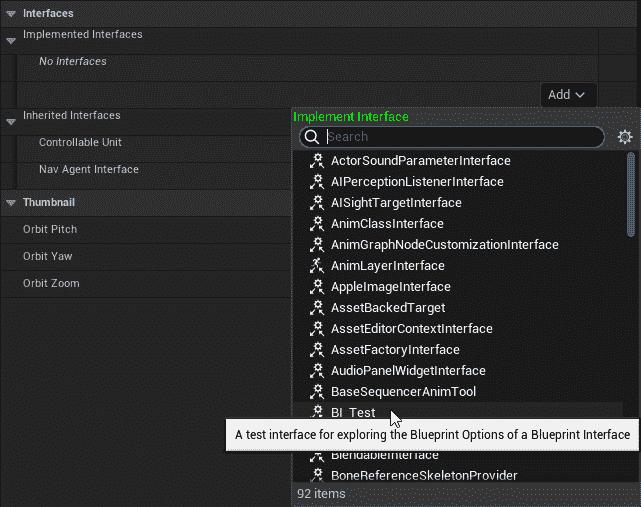 Interfaces
Implemented Interfaces
No Interfaces
Add
Inherited Interfaces
Controllable Unit
Nav Agent Interface
Thumbnail
Orbit Pitch
Orbit Yaw
Orbit Zoom
Implement Interface
Search
ActorSoundParameterInterface
AIPerceptionListenerInterface
AISightTargetInterface
AnimClassInterface
AnimGraphNodeCustomizationInterface
AnimLayerInterface
AppleImageInterface
AssetBackedTarget
AssetEditorContextInterface
AssetFactoryInterface
AudioPanelWidgetInterface
BaseSequencerAnimTool
BI_Test
A test interface for exploring the Blueprint Options of a Blueprint Interface
BlendableInterface
BoneReferenceSkeletonProvider
92 items